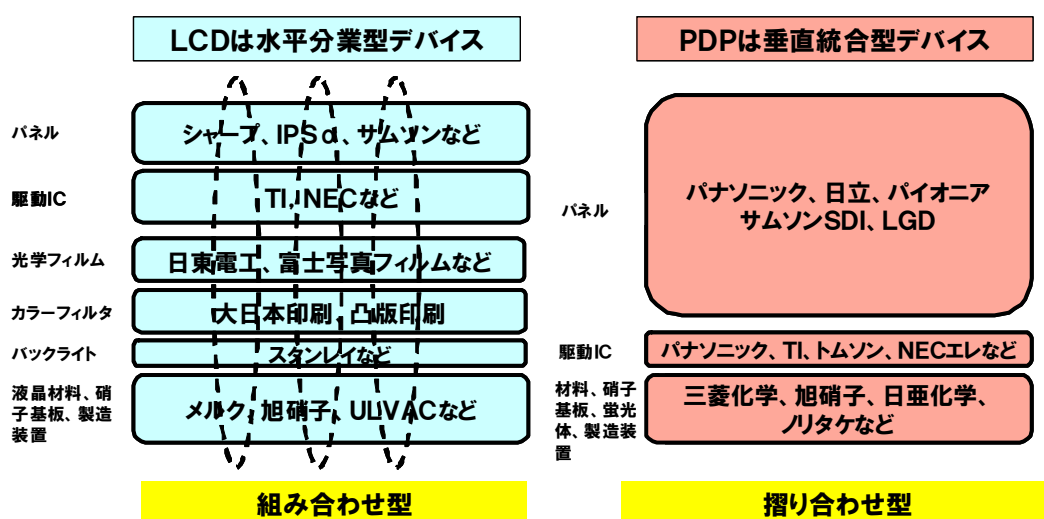 LCDは水平分業型デバイス
パネル
シャープ、IPSα、サムソンなど
駆動IC
TI、NECなど
光学フィルム
日東電工、富士写真フィルムなど
カラーフィルタ
大日本印刷、凸版印刷
バックライト
スタンレイなど
液晶材料、硝
子基板、製造
装置
メルク、旭硝子、ULVACなど
組み合わせ型
PDPは垂直統合型デバイス
パネル
パナソニック、日立、パイオニア
サムソンSDI、LGD
駆動IC
パナソニック、TI、トムソン、NECエレなど
材料、硝子
基板、蛍光
体、製造装
置
三菱化学、旭硝子、日亜化学、
ノリタケなど
摺り合わせ型